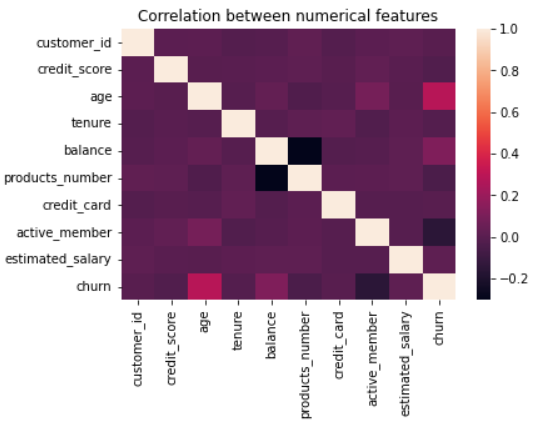 Correlation between numerical features
customer_id
credit_score
age
tenure
balance
products_number
credit_card
active_member
estimated_salary
churn
customer_id
credit_score
age
tenure
balance
products_number
credit_card
active_member
estimated_salary
churn
1.0
0.8
0.6
0.4
0.2
0.0
−0.2